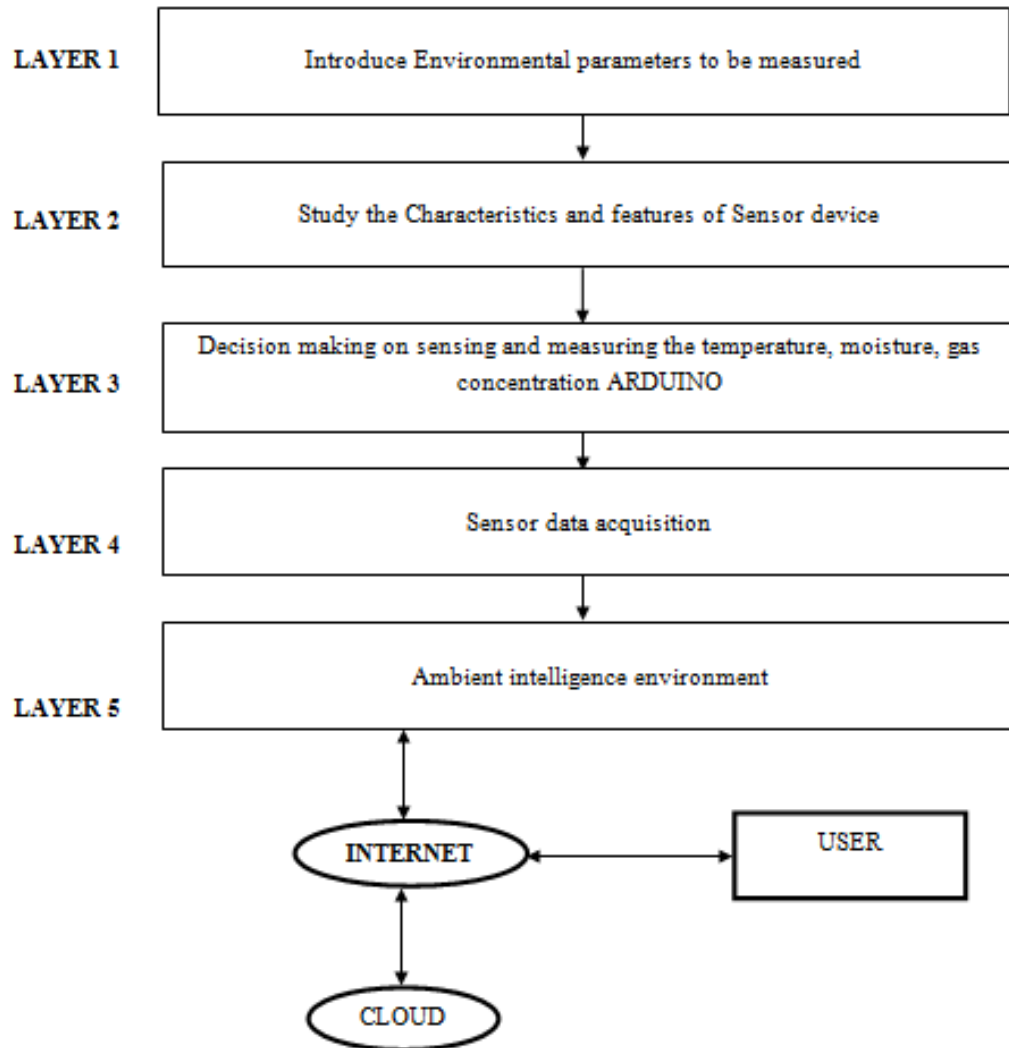 LAYER 1
Introduce Environmental parameters to be measured
LAYER 2
Study the Characteristics and features of Sensor device
LAYER 3
Decision making on sensing and measuring the temperature, moisture, gas
concentration ARDUINO
LAYER 4
Sensor data acquisition
LAYER 5
Ambient intelligence environment
INTERNET
USER
CLOUD